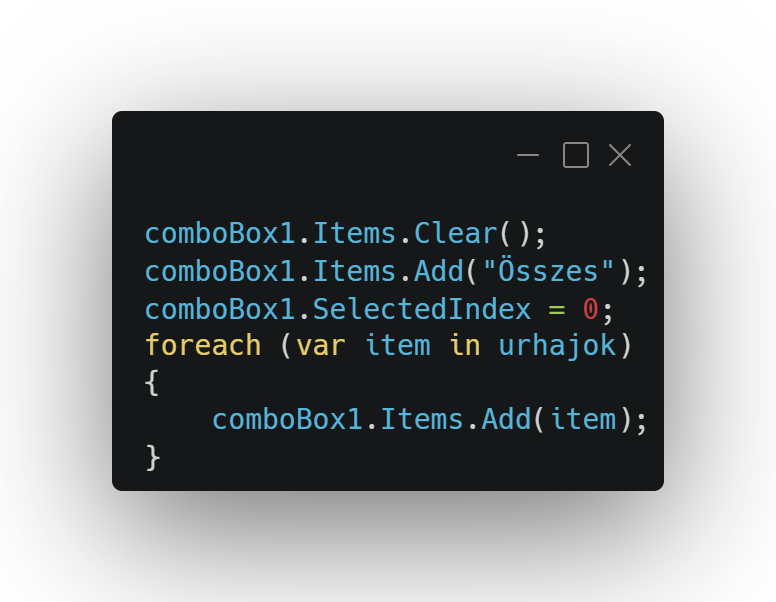 comboBox1.Items.Clear();
comboBox1.Items.Add("Összes");
comboBox1.SelectedIndex = 0;
foreach (var item in urhajok)
{
    comboBox1.Items.Add(item);
}